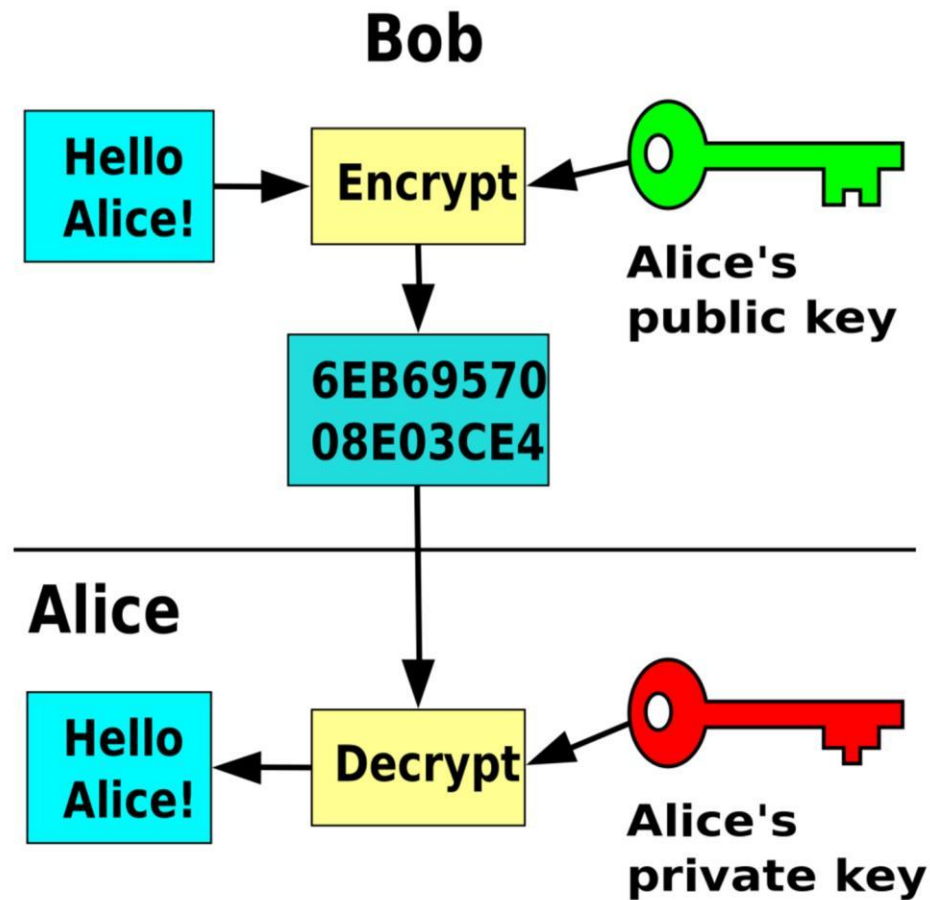 Bob
Hello
Alice!
Encrypt
Alice's
public key
6EB69570
08E03CE4
Alice
Hello
Alice!
Decrypt
Alice's
private key